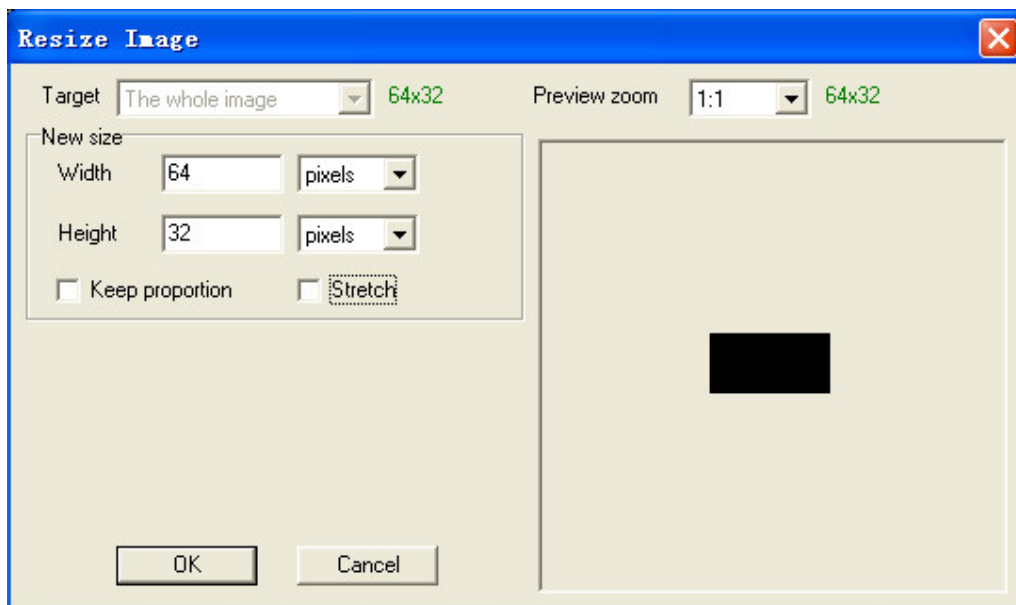 Resize Image
Target The whole image 64x32 Preview zoom 1:1 64x32
New size
Width 64 pixels
Height 32 pixels
Keep proportion Stretch
OK Cancel